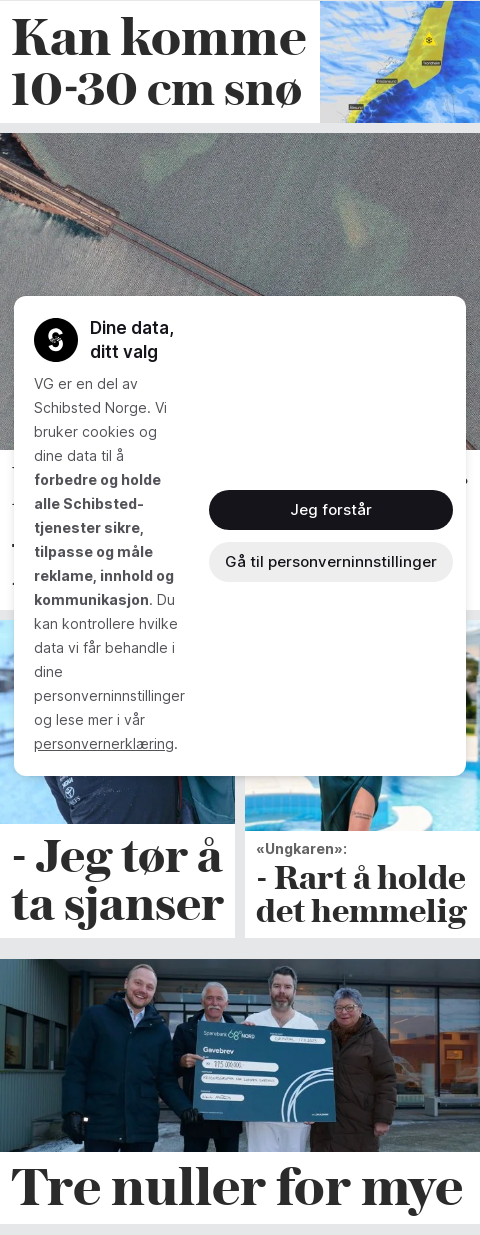 Kan komme
10-30 cm snø
Dine data,
ditt valg
VG er en del av
Schibsted Norge. Vi
bruker cookies og
dine data til å
forbedre og holde
alle Schibsted-
tjenester sikre,
tilpasse og måle
reklame, innhold og
kommunikasjon. Du
kan kontrollere hvilke
data vi får behandle i
dine
personverninnstillinger
og lese mer i vår
personvernerklæring.
Jeg forstår
Gå til personverninnstillinger
- Jeg tør å
ta sjanser
«Ungkaren»:
- Rart å holde
det hemmelig
Sparebank 68° Nord
Gavebrev
Tre nuller for mye